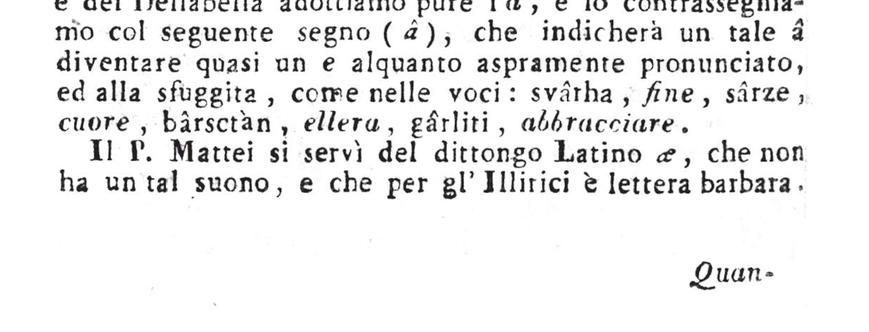 e del Dellabella adottiamo pure l'a, e lo contrassegnia-
mo col seguente segno (â), che indicherà un tale â
diventare quasi un e alquanto aspramente pronunciato,
ed alla sfuggita, come nelle voci: svârha, fine, sârze,
cuore, bârsctàn, ellera, gârliti, abbracciare.
Il P. Mattei si servì del dittongo Latino æ, che non
ha un tal suono, e che per gl' Illirici è lettera barbara.
Quan-